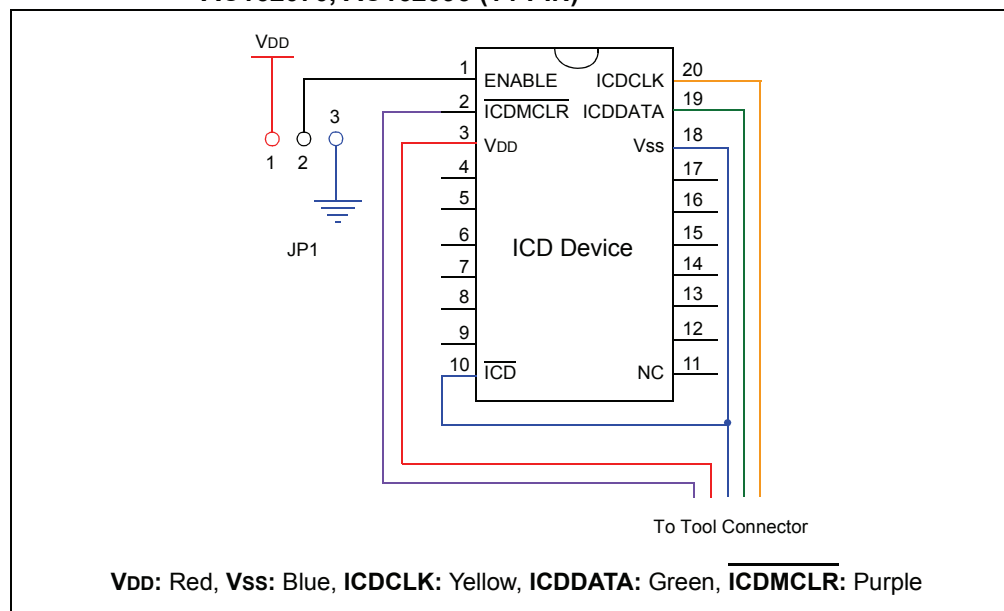 VDD
1 ENABLE ICDCLK 20
2 ICDMCLR ICDDATA 19
3 VDD Vss 18
3
1 2
4 17
5 16
6 15
JP1
ICD Device
7 14
8 13
9 12
10 ICD NC 11
To Tool Connector
VDD: Red, Vss: Blue, ICDCLK: Yellow, ICDDATA: Green, ICDMCLR: Purple